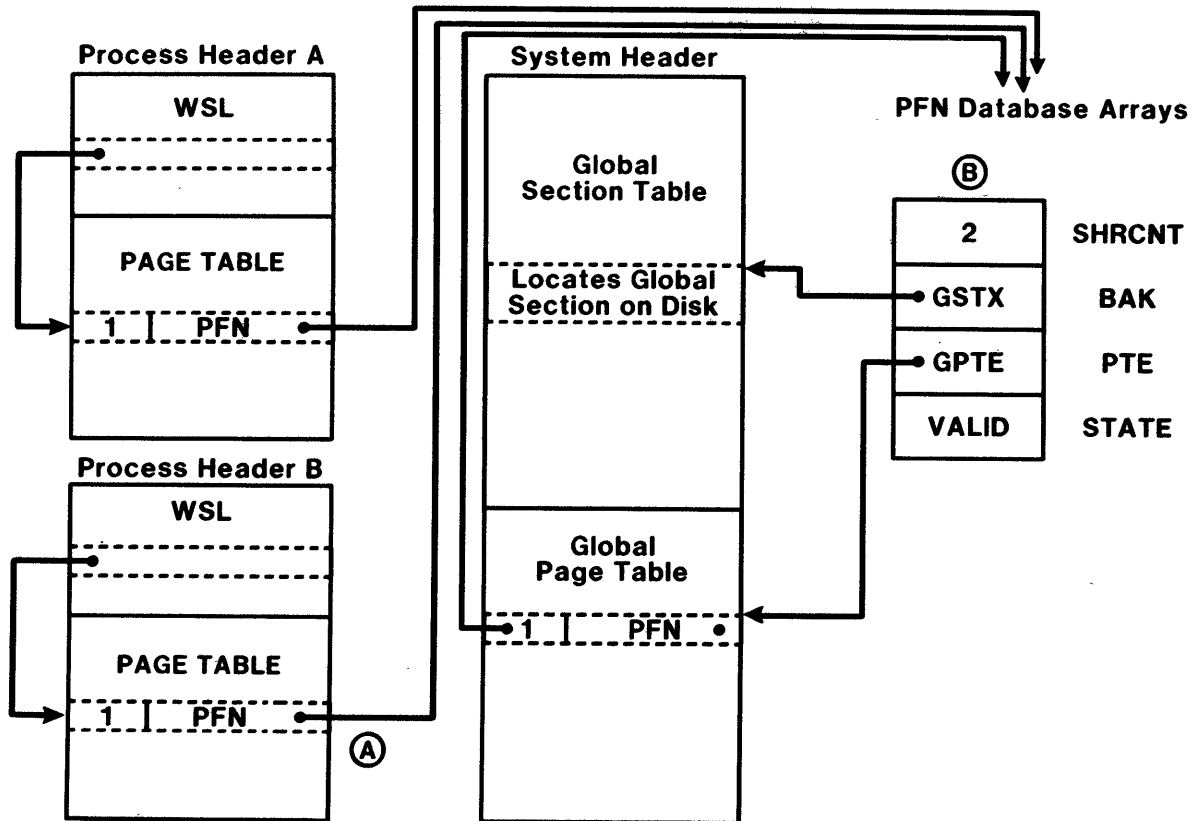 Process Header A
WSL
PAGE TABLE
1 PFN
Process Header B
WSL
PAGE TABLE
1 PFN
A
System Header
Global
Section Table
Locates Global
Section on Disk
Global
Page Table
1 PFN
PFN Database Arrays
B
2 SHRCNT
GSTX BAK
GPTE PTE
VALID STATE